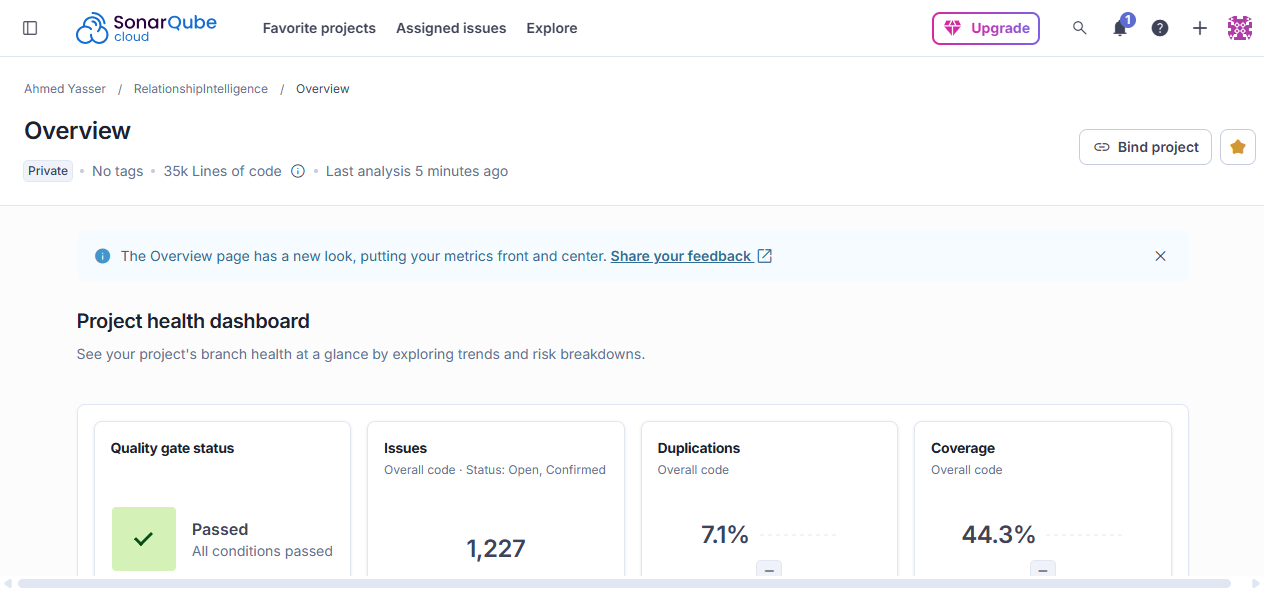 SonarQube
cloud
Favorite projects Assigned issues Explore
Upgrade
1
?
Ahmed Yasser / RelationshipIntelligence / Overview
Overview
Bind project
Private • No tags • 35k Lines of code • Last analysis 5 minutes ago
The Overview page has a new look, putting your metrics front and center. Share your feedback
Project health dashboard
See your project's branch health at a glance by exploring trends and risk breakdowns.
Quality gate status
Passed
All conditions passed
Issues
Overall code · Status: Open, Confirmed
1,227
Duplications
Overall code
7.1%
–
Coverage
Overall code
44.3%
–